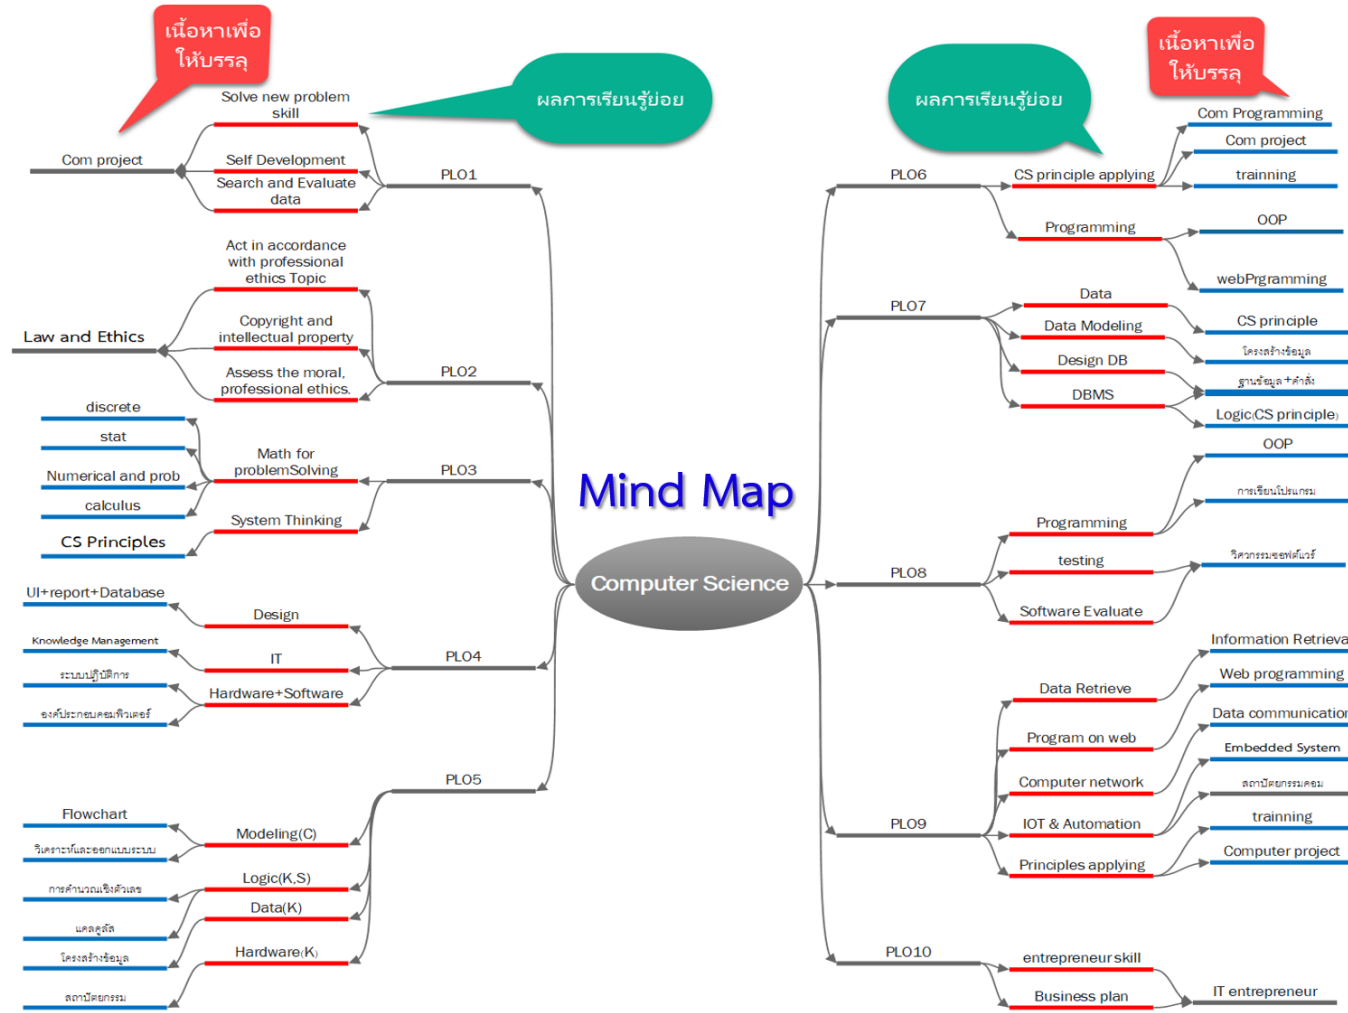 เนื้อหาเพื่อ
ให้บรรลุ
ผลการเรียนรู้ย่อย
Solve new problem
skill
Com project
Self Development
Search and Evaluate
data
PLO1
Act in accordance
with professional
ethics Topic
Law and Ethics
Copyright and
intellectual property
Assess the moral,
professional ethics.
PLO2
discrete
stat
Numerical and prob
calculus
CS Principles
Math for
problemSolving
System Thinking
PLO3
UI+report+Database
Knowledge Management
ระบบปฏิบัติการ
องค์ประกอบคอมพิวเตอร์
Design
IT
Hardware+Software
PLO4
Flowchart
วิเคราะห์และออกแบบระบบ
การคำนวณเชิงตัวเลข
แคลคูลัส
โครงสร้างข้อมูล
สถาปัตยกรรม
Modeling(C)
Logic(K,S)
Data(K)
Hardware(K)
PLO5
Mind Map
Computer Science
ผลการเรียนรู้ย่อย
เนื้อหาเพื่อ
ให้บรรลุ
PLO6
CS principle applying
Programming
Com Programming
Com project
trainning
OOP
webPrgramming
PLO7
Data
Data Modeling
Design DB
DBMS
CS principle
โครงสร้างข้อมูล
ฐานข้อมูล+คำสั่ง
Logic(CS principle)
PLO8
Programming
testing
Software Evaluate
OOP
การเขียนโปรแกรม
วิศวกรรมซอฟต์แวร์
PLO9
Data Retrieve
Program on web
Computer network
IOT & Automation
Principles applying
Information Retrieva
Web programming
Data communication
Embedded System
สถาปัตยกรรมคอม
trainning
Computer project
PLO10
entrepreneur skill
Business plan
IT entrepreneur